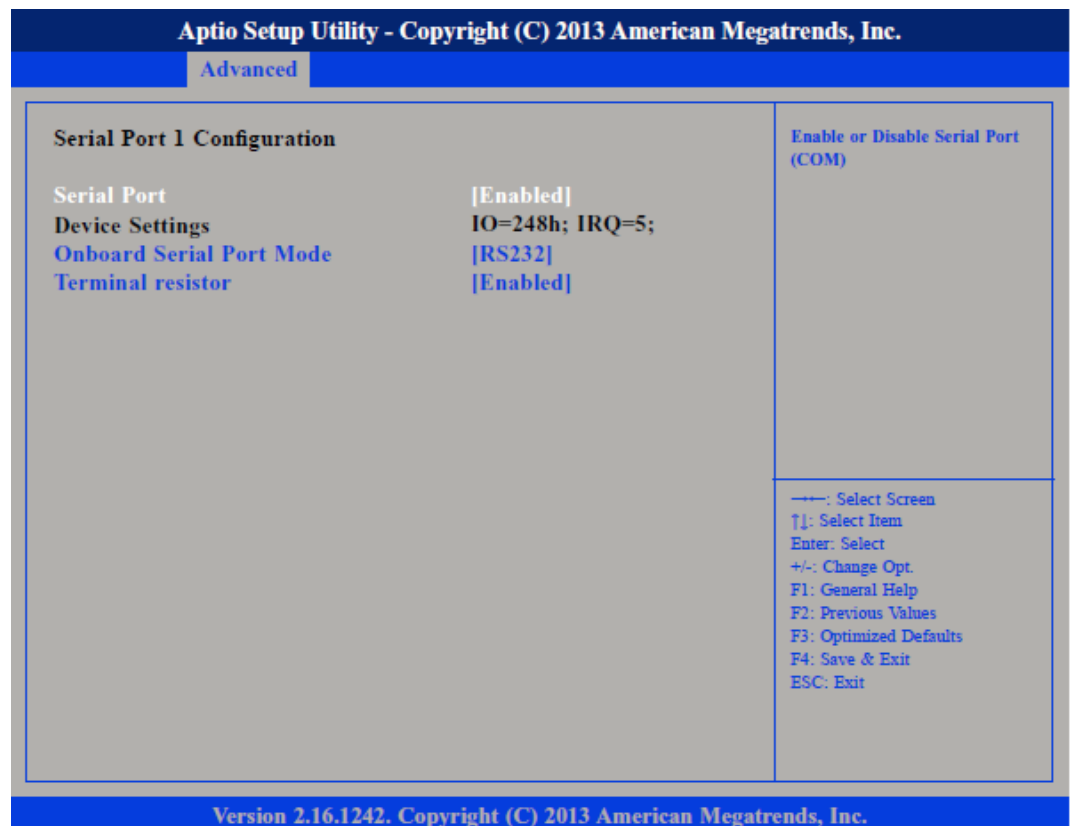 Aptio Setup Utility - Copyright (C) 2013 American Megatrends, Inc.
Advanced
Serial Port 1 Configuration
Serial Port [Enabled]
Device Settings IO=248h; IRQ=5;
Onboard Serial Port Mode [RS232]
Terminal resistor [Enabled]
Enable or Disable Serial Port
(COM)
→←: Select Screen
↑↓: Select Item
Enter: Select
+/-: Change Opt.
F1: General Help
F2: Previous Values
F3: Optimized Defaults
F4: Save & Exit
ESC: Exit
Version 2.16.1242. Copyright (C) 2013 American Megatrends, Inc.